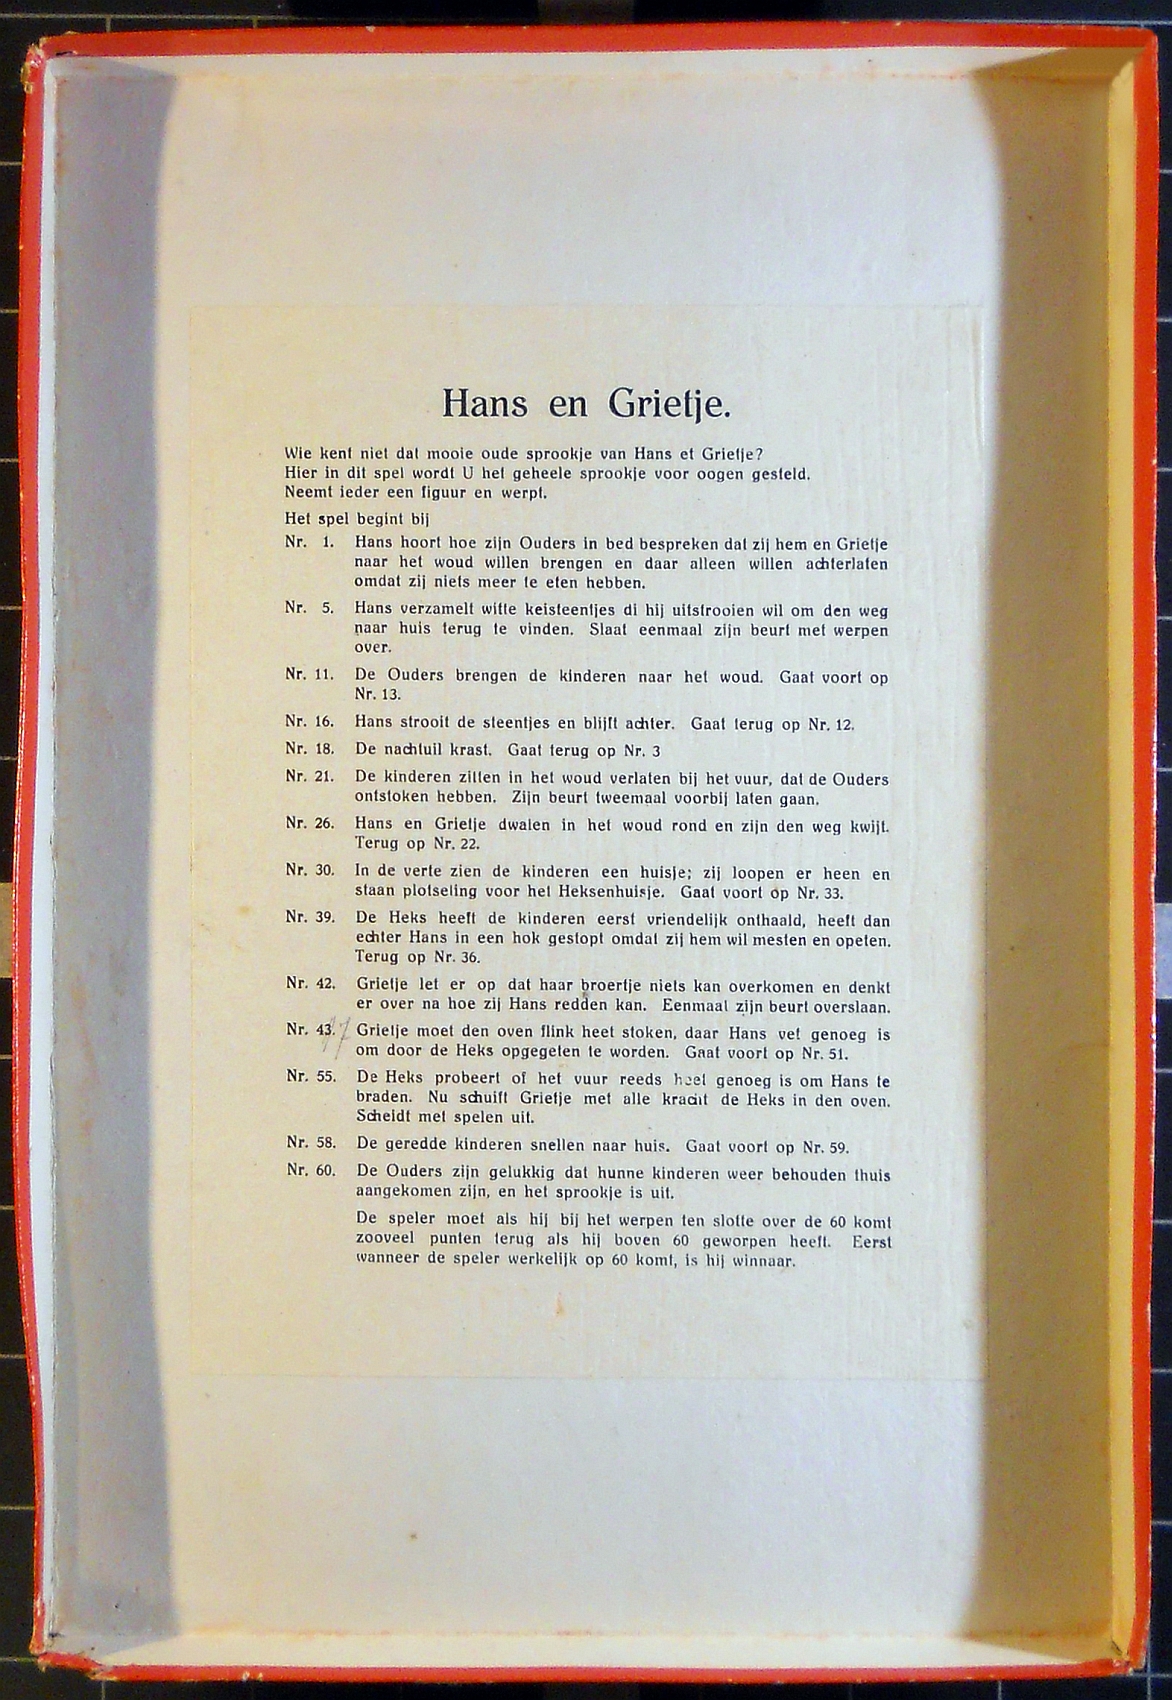 Hans en Grietje.
Wie kent niet dat mooie oude sprookje van Hans et Grietje?
Hier in dit spel wordt U het geheele sprookje voor oogen gesteld.
Neemt ieder een figuur en werpt.
Het spel begint bij
Nr. 1. Hans hoort hoe zijn Ouders in bed bespreken dat zij hem en Grietje
naar het woud willen brengen en daar alleen willen achterlaten
omdat zij niets meer te eten hebben.
Nr. 5. Hans verzamelt witte keisteentjes di hij uitstrooien wil om den weg
naar huis terug te vinden. Slaat eenmaal zijn beurt met werpen
over.
Nr. 11. De Ouders brengen de kinderen naar het woud. Gaat voort op
Nr. 13.
Nr. 16. Hans strooit de steentjes en blijft achter. Gaat terug op Nr. 12.
Nr. 18. De nachtuil krast. Gaat terug op Nr. 3
Nr. 21. De kinderen zitten in het woud verlaten bij het vuur, dat de Ouders
ontstoken hebben. Zijn beurt tweemaal voorbij laten gaan.
Nr. 26. Hans en Grietje dwalen in het woud rond en zijn den weg kwijt.
Terug op Nr. 22.
Nr. 30. In de verte zien de kinderen een huisje; zij loopen er heen en
staan plotseling voor het Heksenhuisje. Gaat voort op Nr. 33.
Nr. 39. De Heks heeft de kinderen eerst vriendelijk onthaald, heeft dan
echter Hans in een hok gestopt omdat zij hem wil mesten en opeten.
Terug op Nr. 36.
Nr. 42. Grietje let er op dat haar broertje niets kan overkomen en denkt
er over na hoe zij Hans redden kan. Eenmaal zijn beurt overslaan.
Nr. 43. Grietje moet den oven flink heet stoken, daar Hans vet genoeg is
om door de Heks opgegeten te worden. Gaat voort op Nr. 51.
Nr. 55. De Heks probeert of het vuur reeds heet genoeg is om Hans te
braden. Nu schuift Grietje met alle kracht de Heks in den oven.
Scheidt met spelen uit.
Nr. 58. De geredde kinderen snellen naar huis. Gaat voort op Nr. 59.
Nr. 60. De Ouders zijn gelukkig dat hunne kinderen weer behouden thuis
aangekomen zijn, en het sprookje is uit.
De speler moet als hij bij het werpen ten slotte over de 60 komt
zooveel punten terug als hij boven 60 geworpen heeft. Eerst
wanneer de speler werkelijk op 60 komt, is hij winnaar.